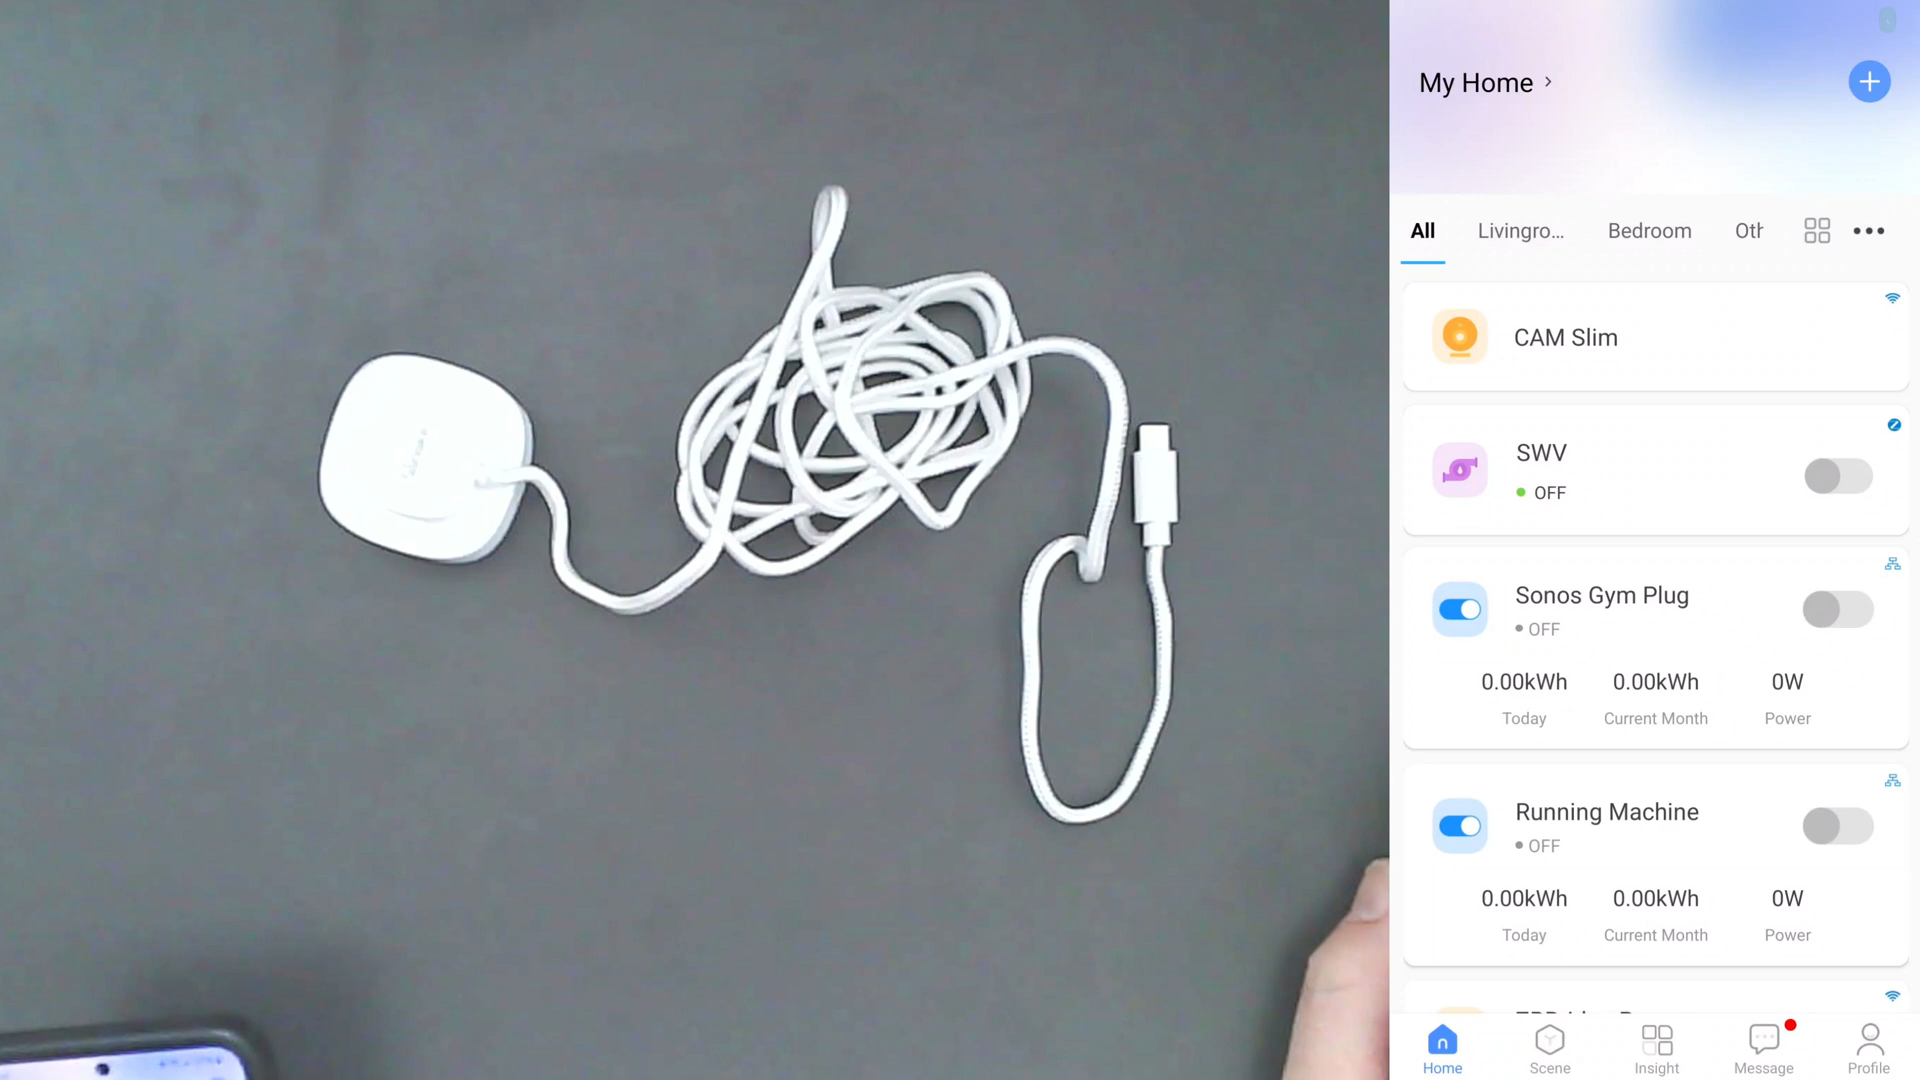 My Home
All Livingro... Bedroom Oth
CAM Slim
SWV
OFF
Sonos Gym Plug
OFF
0.00kWh 0.00kWh 0W
Today Current Month Power
Running Machine
OFF
0.00kWh 0.00kWh 0W
Today Current Month Power
Home Scene Insight Message Profile